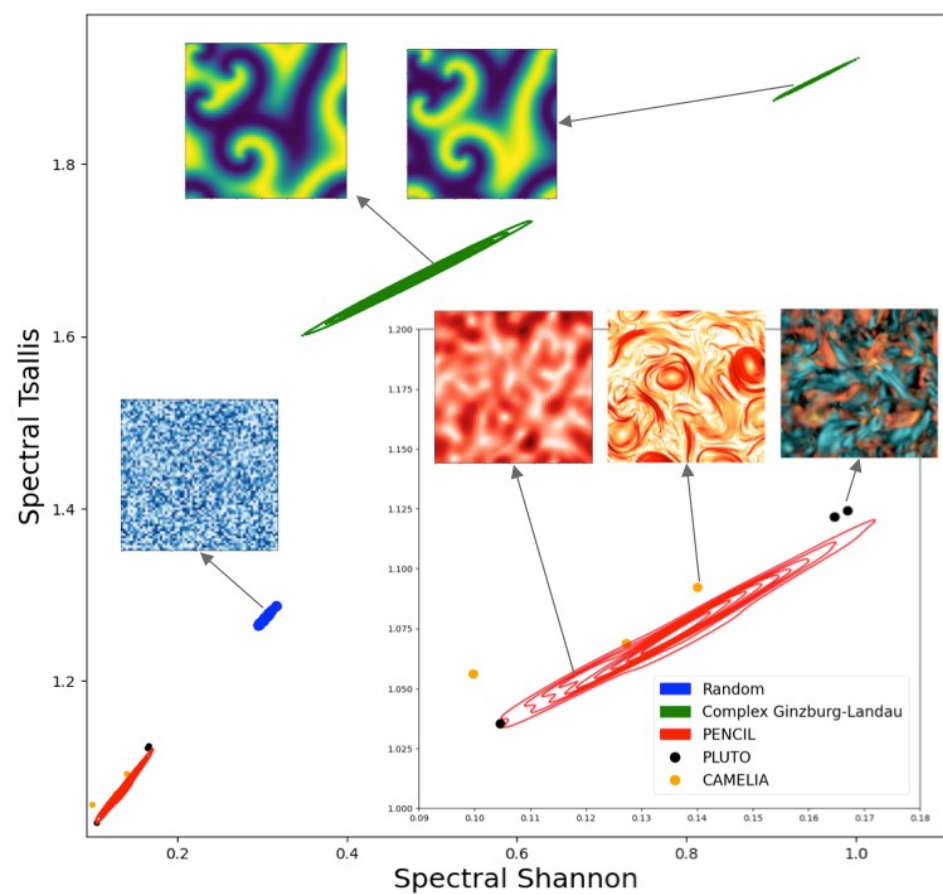 Spectral Tsallis
1.8
1.6
1.4
1.2
0.2 0.4 0.6 0.8 1.0
Spectral Shannon
1.200
1.175
1.150
1.125
1.100
1.075
1.050
1.025
1.000
0.09 0.10 0.11 0.12 0.13 0.14 0.15 0.16 0.17 0.18
Random
Complex Ginzburg-Landau
PENCIL
PLUTO
CAMELIA